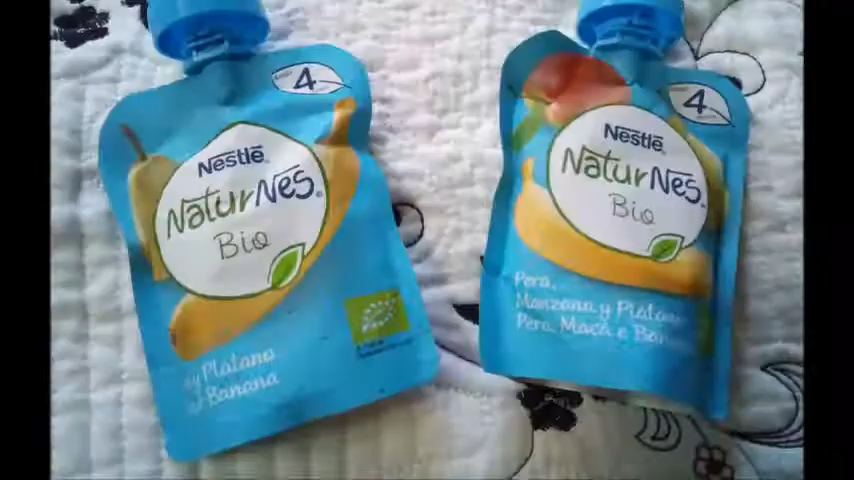 4
Nestlé
NaturNes
Bio
y Platano
Banana
4
Nestlé
NaturNes
Bio
Pera,
Manzana y Platano
Pera, Maçã e Banana